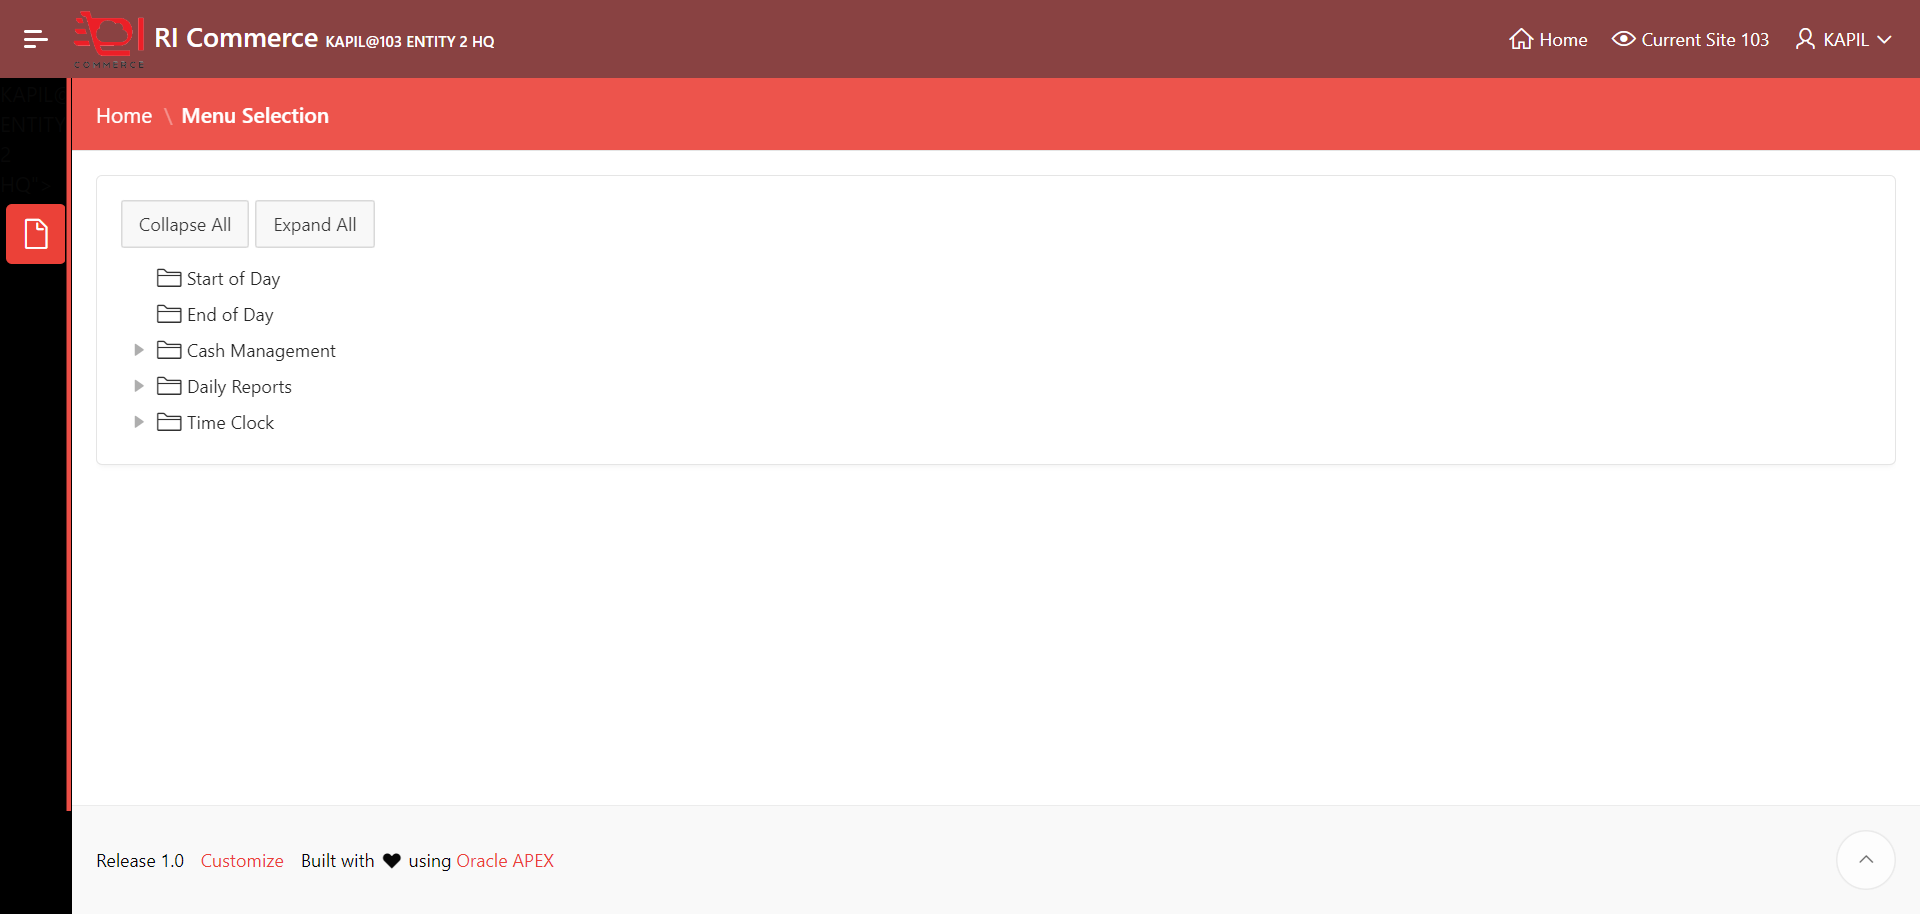 RI Commerce KAPIL@103 ENTITY 2 HQ
COMMERCE
Home
Current Site 103
KAPIL
KAPIL@
ENTITY
2
HQ">
Home \ Menu Selection
Collapse All
Expand All
Start of Day
End of Day
Cash Management
Daily Reports
Time Clock
Release 1.0 Customize Built with ♥ using Oracle APEX